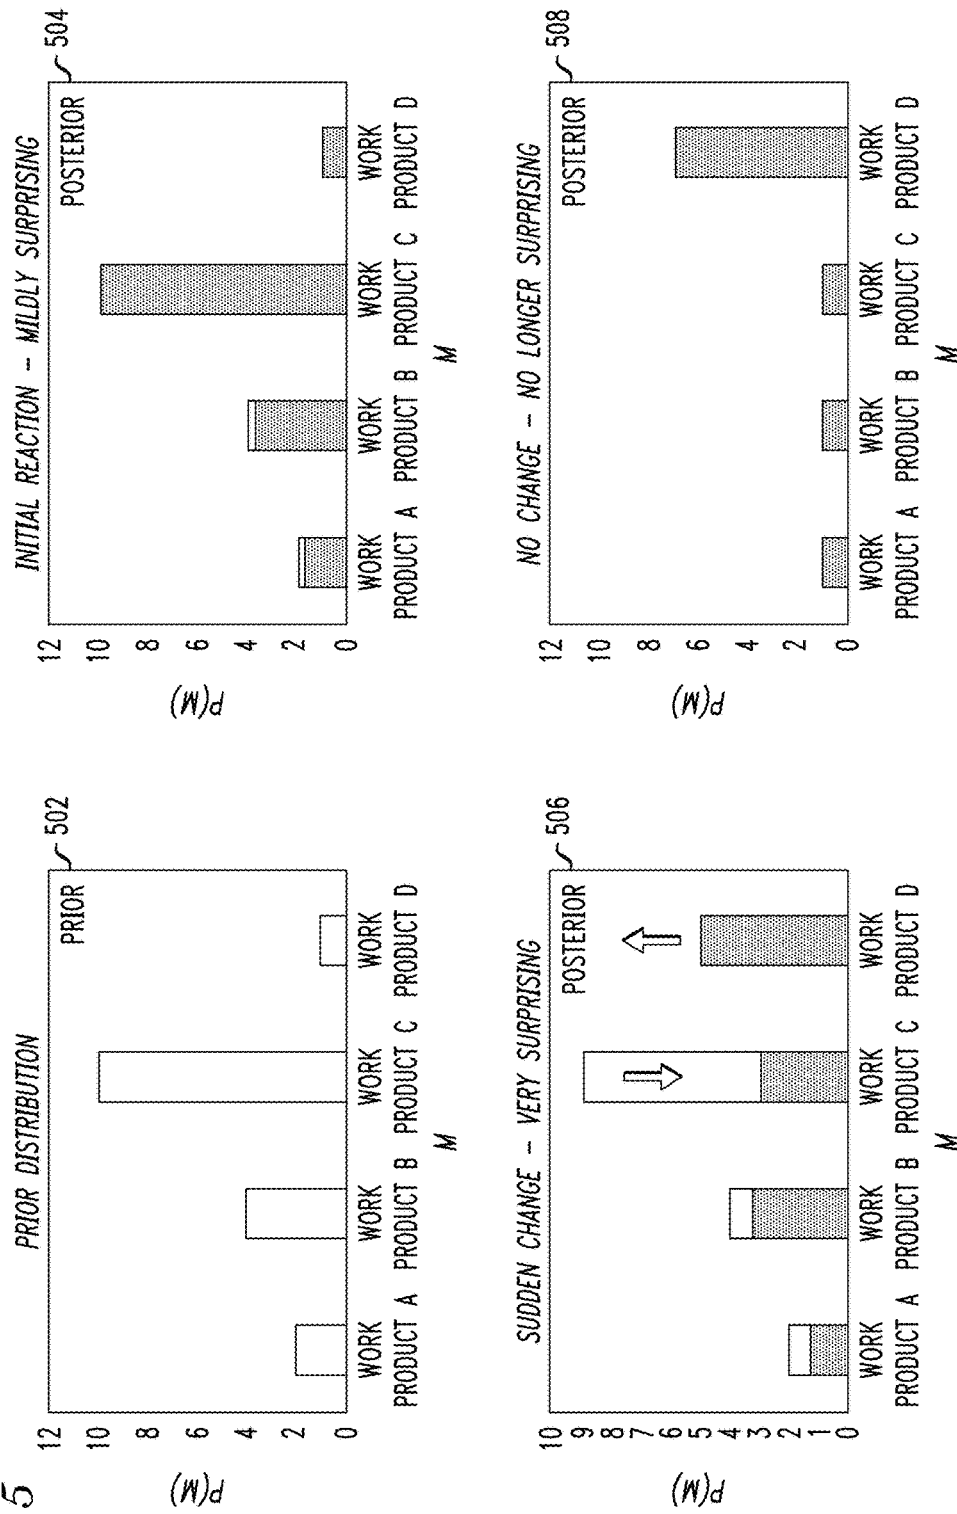 5
PRIOR DISTRIBUTION
502
PRIOR
12
10
8
6
4
2
0
P(M)
WORK PRODUCT A
WORK PRODUCT B
WORK PRODUCT C
WORK PRODUCT D
M
INITIAL REACTION – MILDLY SURPRISING
504
POSTERIOR
12
10
8
6
4
2
0
P(M)
WORK PRODUCT A
WORK PRODUCT B
WORK PRODUCT C
WORK PRODUCT D
M
SUDDEN CHANGE – VERY SURPRISING
506
POSTERIOR
10
9
8
7
6
5
4
3
2
1
0
P(M)
WORK PRODUCT A
WORK PRODUCT B
WORK PRODUCT C
WORK PRODUCT D
M
NO CHANGE – NO LONGER SURPRISING
508
POSTERIOR
12
10
8
6
4
2
0
P(M)
WORK PRODUCT A
WORK PRODUCT B
WORK PRODUCT C
WORK PRODUCT D
M